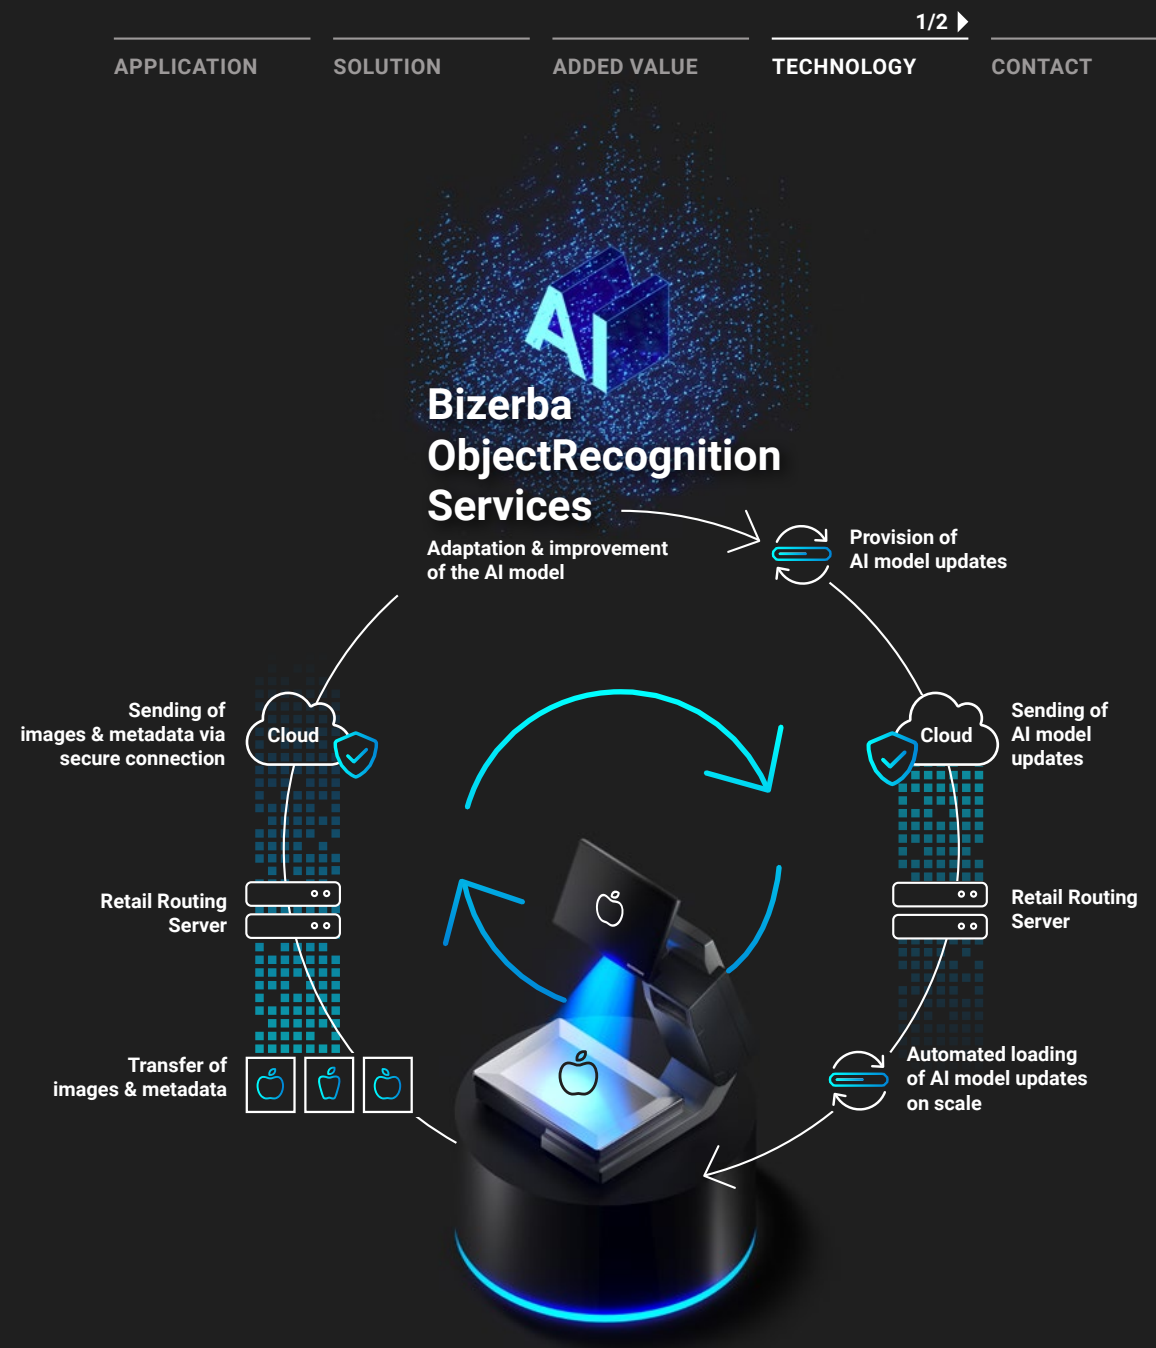 1/2
APPLICATION
SOLUTION
ADDED VALUE
TECHNOLOGY
CONTACT
AI
Bizerba
ObjectRecognition
Services
Adaptation & improvement
of the AI model
Provision of
AI model updates
Sending of
images & metadata via
secure connection
Cloud
Cloud
Sending of
AI model
updates
Retail Routing
Server
Retail Routing
Server
Transfer of
images & metadata
Automated loading
of AI model updates
on scale